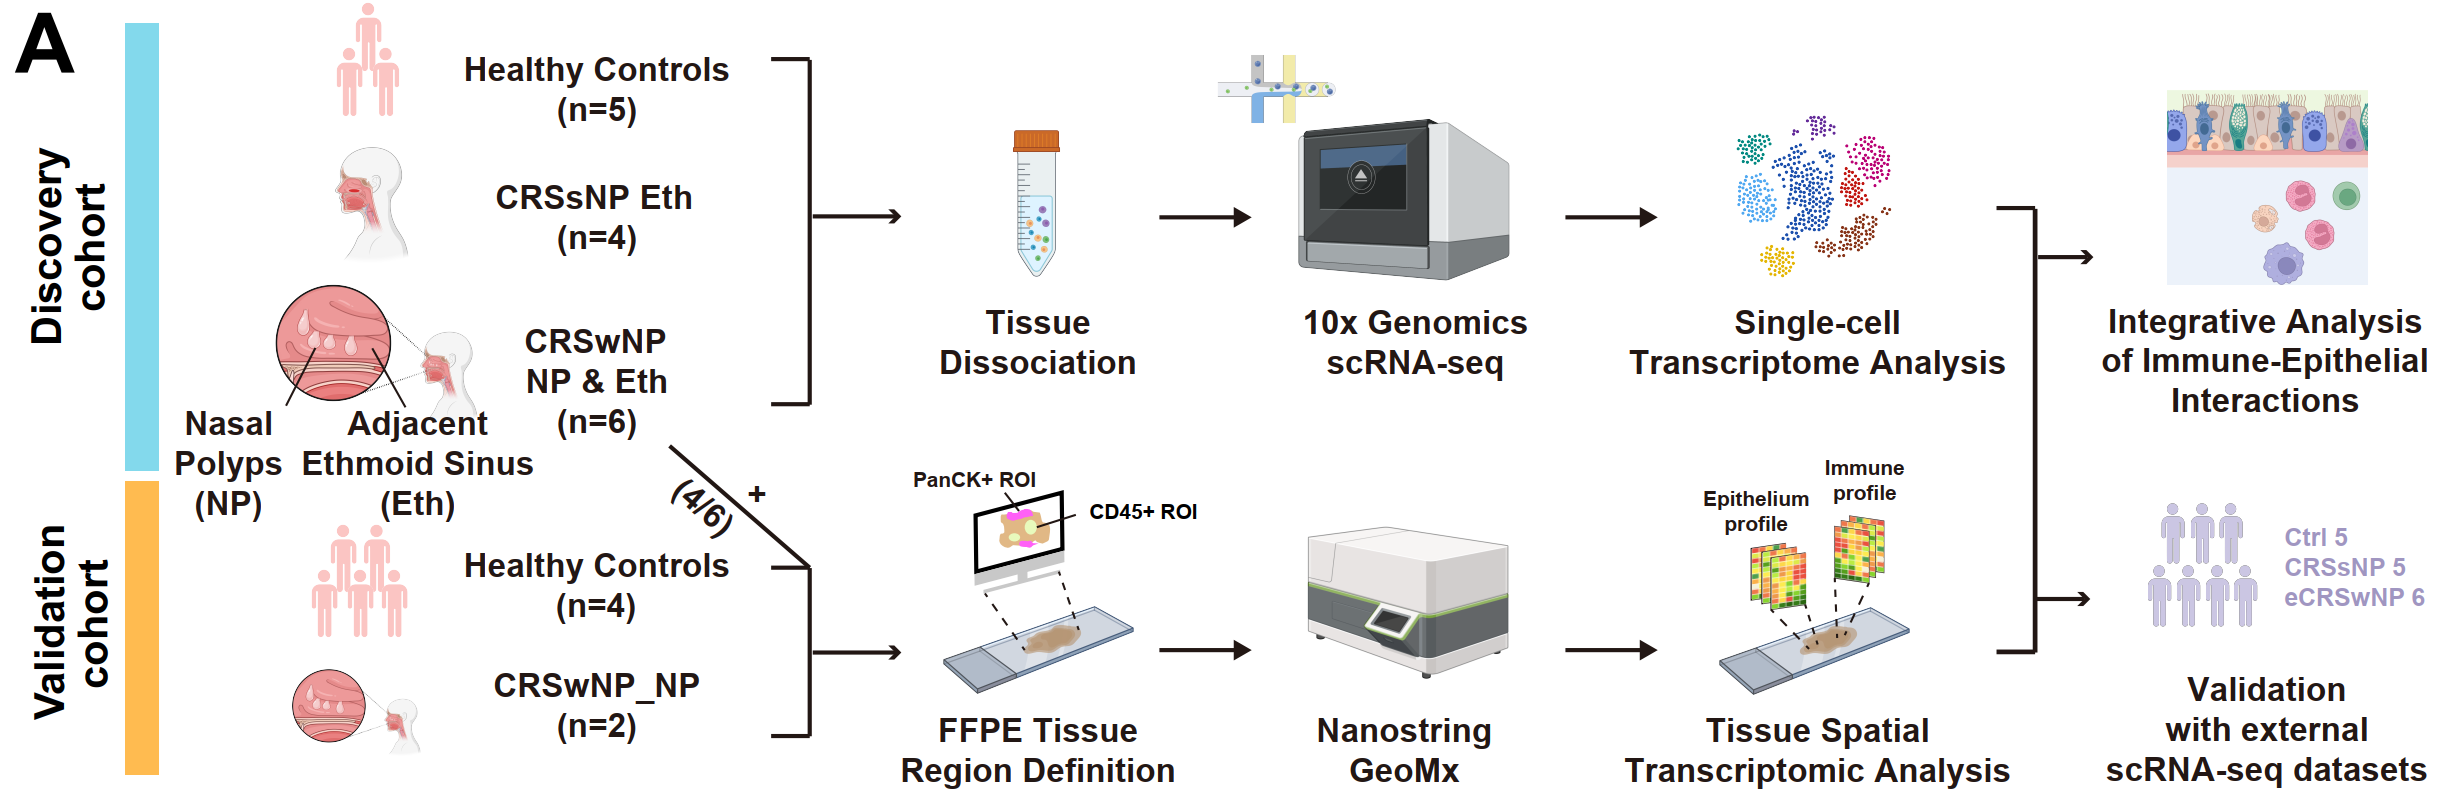 A
Discovery
cohort
Healthy Controls
(n=5)
CRSsNP Eth
(n=4)
CRSwNP
NP & Eth
(n=6)
Nasal
Polyps
(NP)
Adjacent
Ethmoid Sinus
(Eth)
Tissue
Dissociation
10x Genomics
scRNA-seq
Single-cell
Transcriptome Analysis
Integrative Analysis
of Immune-Epithelial
Interactions
Validation
cohort
(4/6)
+
Healthy Controls
(n=4)
CRSwNP_NP
(n=2)
PanCK+ ROI
CD45+ ROI
FFPE Tissue
Region Definition
Nanostring
GeoMx
Epithelium
profile
Immune
profile
Tissue Spatial
Transcriptomic Analysis
Ctrl 5
CRSsNP 5
eCRSwNP 6
Validation
with external
scRNA-seq datasets